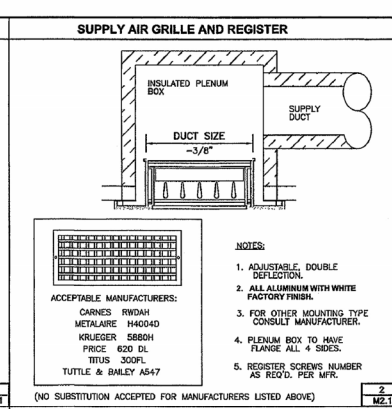 SUPPLY AIR GRILLE AND REGISTER
INSULATED PLENUM
BOX
SUPPLY
DUCT
DUCT SIZE
-3/8"
ACCEPTABLE MANUFACTURERS:
CARNES RWDAH
METALAIRE H4004D
KRUEGER 5880H
PRICE 620 DL
TITUS 300FL
TUTTLE & BAILEY A547
NOTES:
1. ADJUSTABLE, DOUBLE
DEFLECTION.
2. ALL ALUMINUM WITH WHITE
FACTORY FINISH.
3. FOR OTHER MOUNTING TYPE
CONSULT MANUFACTURER.
4. PLENUM BOX TO HAVE
FLANGE ALL 4 SIDES.
5. REGISTER SCREWS NUMBER
AS REQ'D. PER MFR.
(NO SUBSTITUTION ACCEPTED FOR MANUFACTURERS LISTED ABOVE)
2
M2.1
1